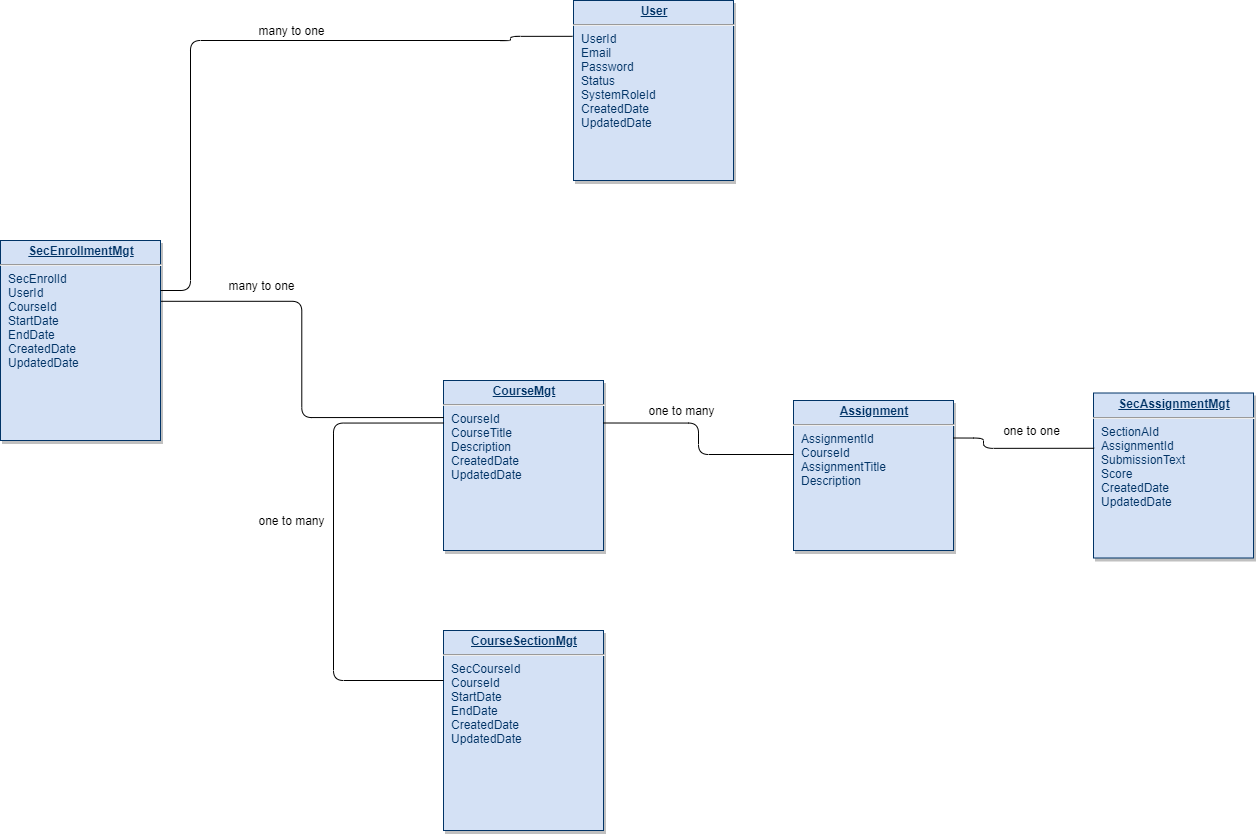 User
UserId
Email
Password
Status
SystemRoleId
CreatedDate
UpdatedDate
many to one
SecEnrollmentMgt
SecEnrolId
UserId
CourseId
StartDate
EndDate
CreatedDate
UpdatedDate
many to one
CourseMgt
CourseId
CourseTitle
Description
CreatedDate
UpdatedDate
one to many
Assignment
AssignmentId
CourseId
AssignmentTitle
Description
one to one
SecAssignmentMgt
SectionAId
AssignmentId
SubmissionText
Score
CreatedDate
UpdatedDate
one to many
CourseSectionMgt
SecCourseId
CourseId
StartDate
EndDate
CreatedDate
UpdatedDate